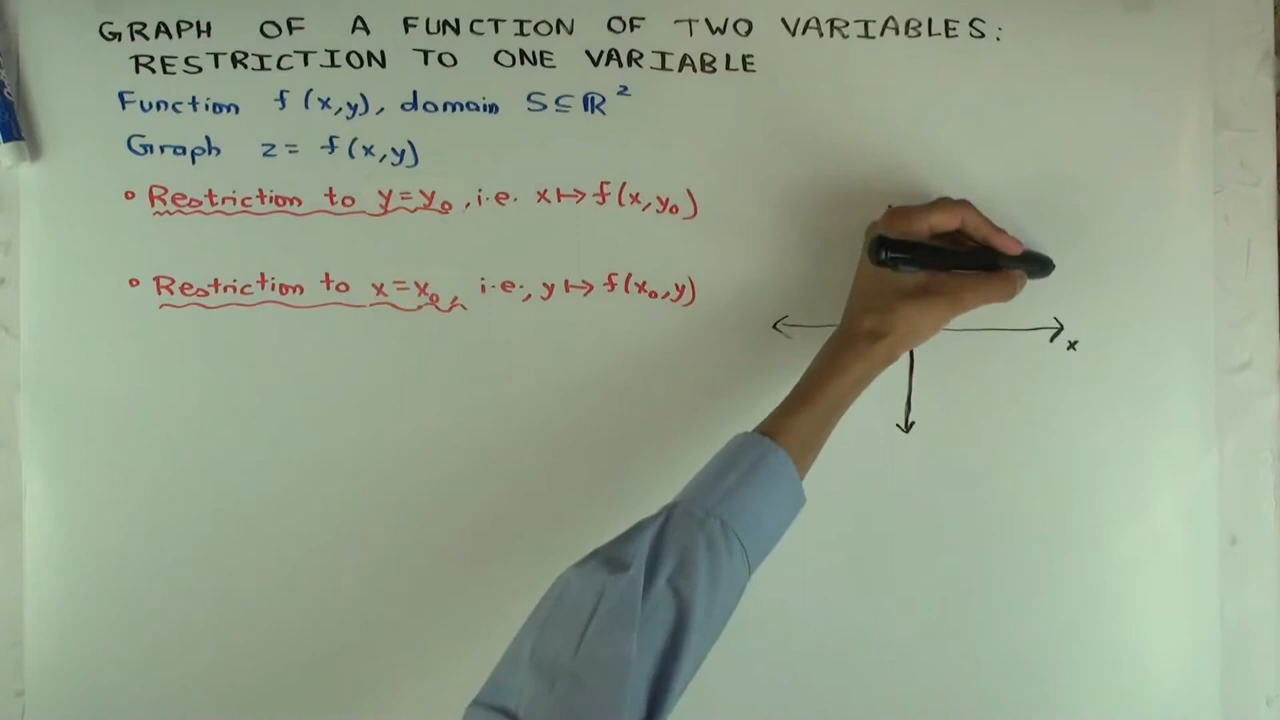 GRAPH OF A FUNCTION OF TWO VARIABLES:
RESTRICTION TO ONE VARIABLE
Function f(x,y), domain S⊆ℝ²
Graph z = f(x,y)
• Restriction to y=y₀, i.e. x↦f(x,y₀)
• Restriction to x=x₀, i.e., y↦f(x₀,y)
x